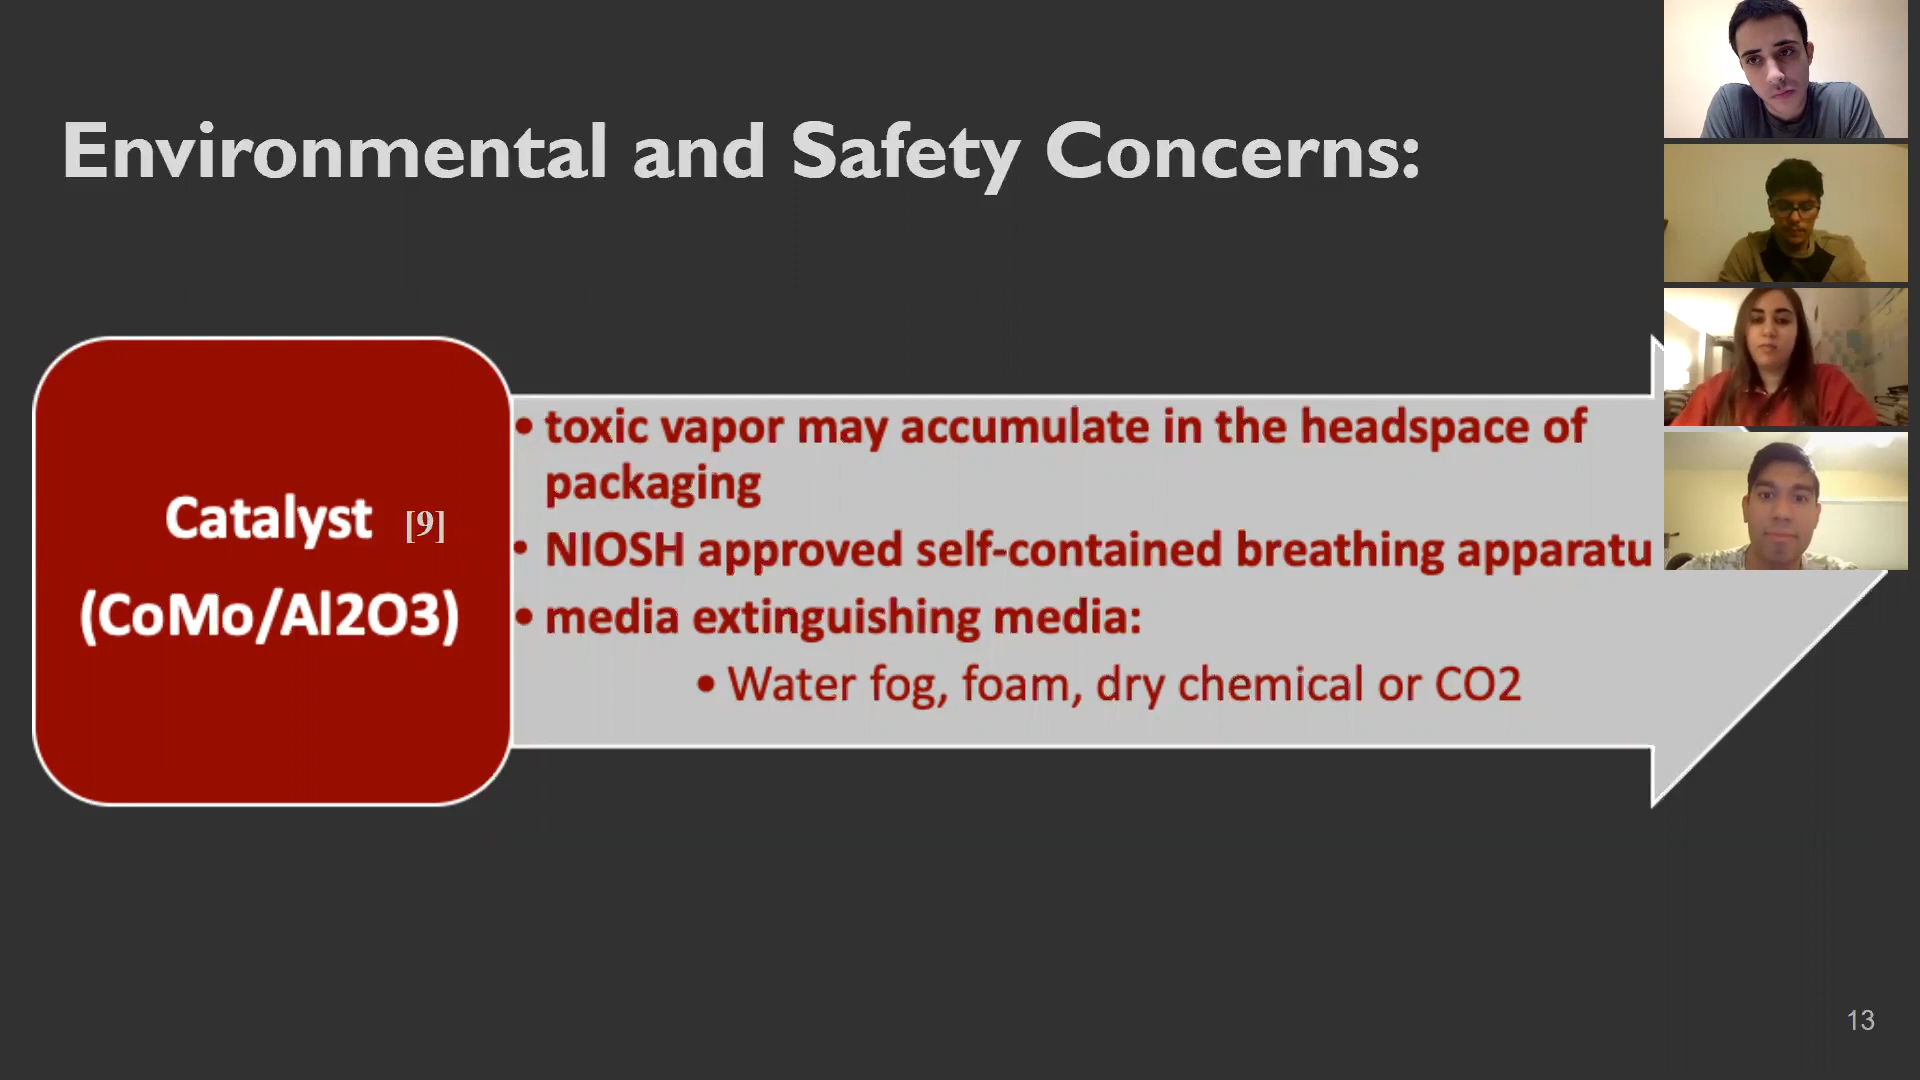 Environmental and Safety Concerns:
Catalyst [9]
(CoMo/Al2O3)
• toxic vapor may accumulate in the headspace of
packaging
• NIOSH approved self-contained breathing apparatu
• media extinguishing media:
• Water fog, foam, dry chemical or CO2
13